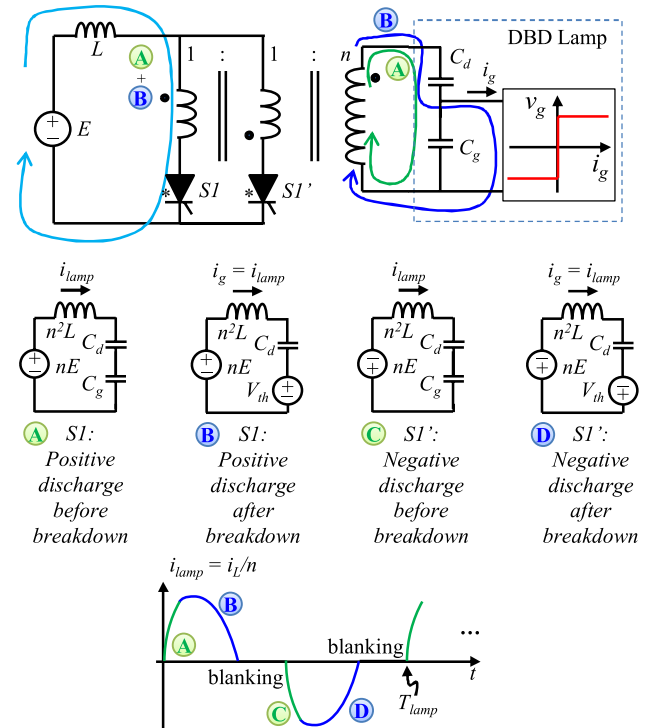 DBD Lamp
B
L
A
+
B
1
:
1
:
n
A
C_d
i_g
E
v_g
i_g
C_g
*
S1
*
S1’
i_lamp
i_g = i_lamp
i_lamp
i_g = i_lamp
n²L
C_d
nE
C_g
n²L
C_d
nE
V_th
n²L
C_d
nE
C_g
n²L
C_d
nE
V_th
A S1:
Positive
discharge
before
breakdown
B S1:
Positive
discharge
after
breakdown
C S1’:
Negative
discharge
before
breakdown
D S1’:
Negative
discharge
after
breakdown
i_lamp = i_L/n
B
A
blanking
...
blanking
t
C
D
T_lamp